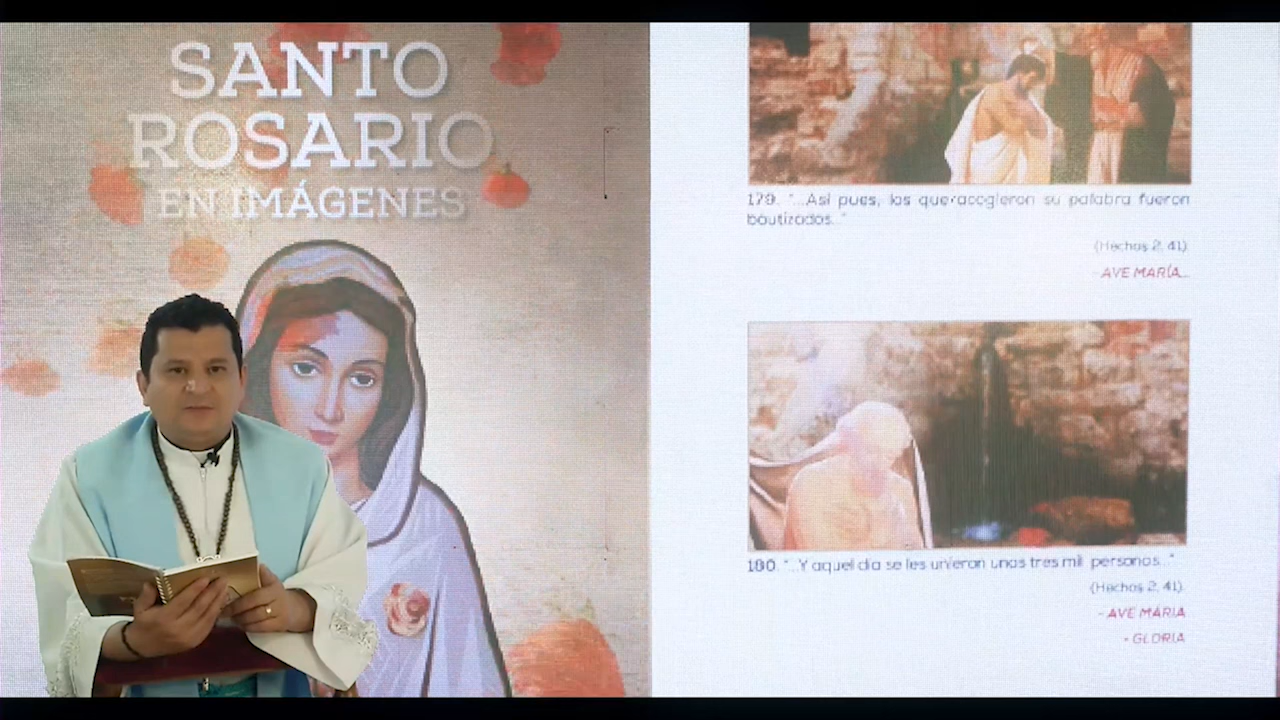 SANTO
ROSARIO
EN IMÁGENES
179. "...Así pues, los que acogieron su palabra fueron
bautizados..."
(Hechos 2, 41)
- AVE MARÍA...
180. "...Y aquel día se les unieron unas tres mil personas..."
(Hechos 2, 41).
- AVE MARIA
- GLORIA